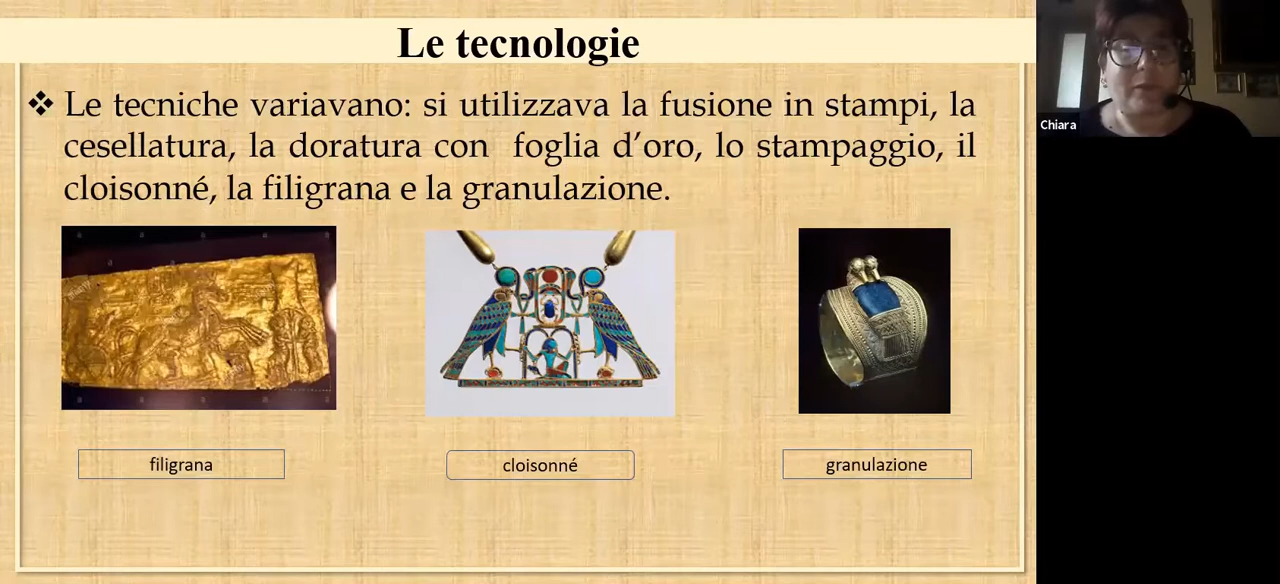 Le tecnologie
❖ Le tecniche variavano: si utilizzava la fusione in stampi, la
cesellatura, la doratura con foglia d’oro, lo stampaggio, il
cloisonné, la filigrana e la granulazione.
filigrana
cloisonné
granulazione
Chiara